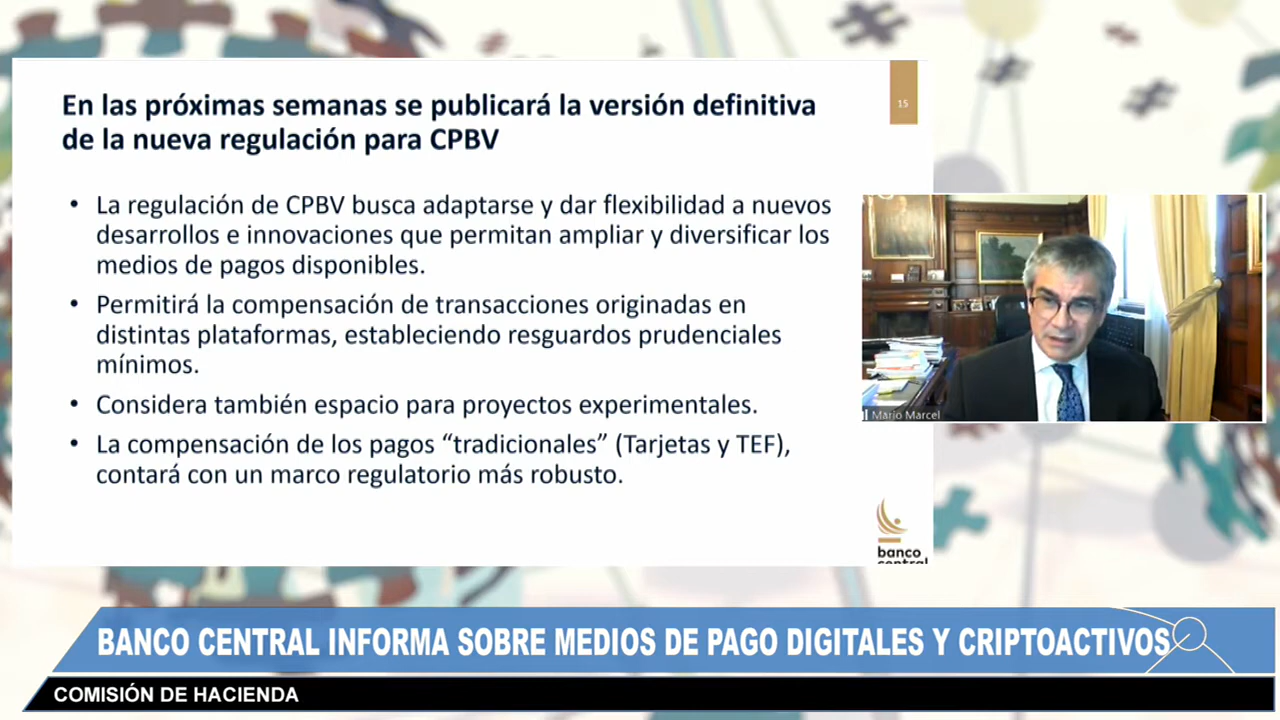 En las próximas semanas se publicará la versión definitiva
de la nueva regulación para CPBV
15
• La regulación de CPBV busca adaptarse y dar flexibilidad a nuevos
desarrollos e innovaciones que permitan ampliar y diversificar los
medios de pagos disponibles.
• Permitirá la compensación de transacciones originadas en
distintas plataformas, estableciendo resguardos prudenciales
mínimos.
• Considera también espacio para proyectos experimentales.
• La compensación de los pagos “tradicionales” (Tarjetas y TEF),
contará con un marco regulatorio más robusto.
banco
central
Mario Marcel
BANCO CENTRAL INFORMA SOBRE MEDIOS DE PAGO DIGITALES Y CRIPTOACTIVOS
COMISIÓN DE HACIENDA